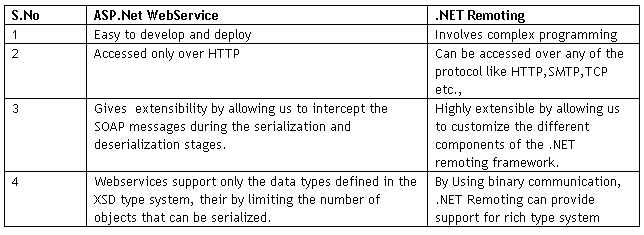 S.No ASP.Net WebService .NET Remoting
1 Easy to develop and deploy Involves complex programming
2 Accessed only over HTTP Can be accessed over any of the
protocol like HTTP,SMTP,TCP
etc.,
3 Gives extensibility by allowing us to intercept the Highly extensible by allowing us
SOAP messages during the serialization and to customize the different
deserialization stages. components of the .NET
remoting framework.
4 Webservices support only the data types defined in the By Using binary communication,
XSD type system, their by limiting the number of .NET Remoting can provide
objects that can be serialized. support for rich type system